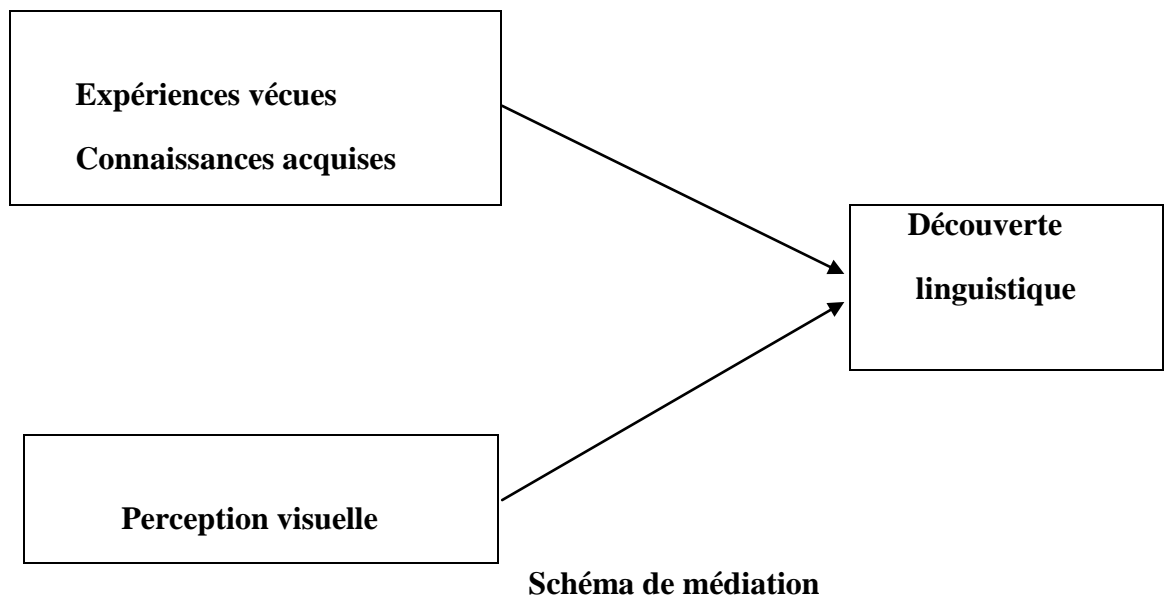 Expériences vécues
Connaissances acquises
Découverte
linguistique
Perception visuelle
Schéma de médiation